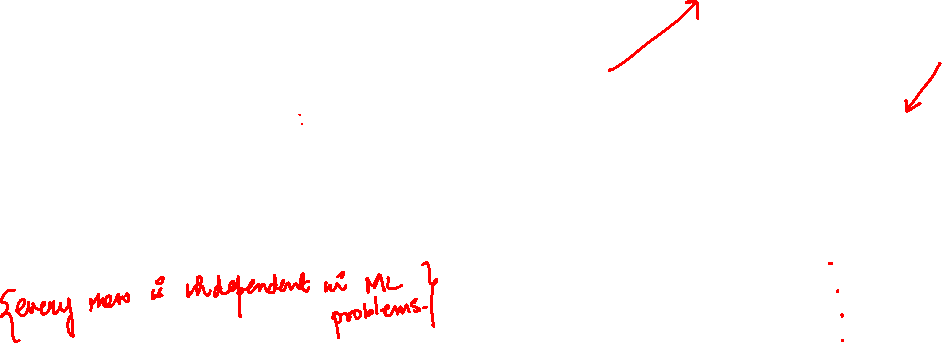 {every row is independent in ML
problems.}